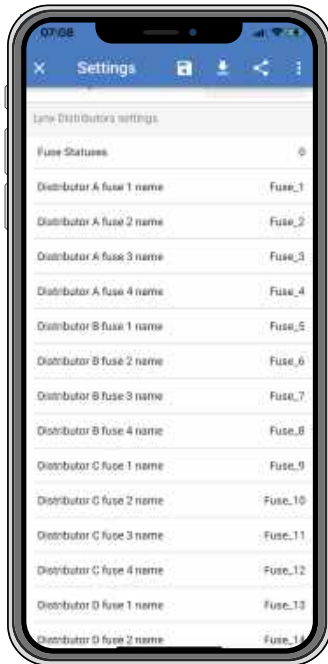 07:08
Settings
Lynx Distributors settings
Fuse Statuses 0
Distributor A fuse 1 name Fuse_1
Distributor A fuse 2 name Fuse_2
Distributor A fuse 3 name Fuse_3
Distributor A fuse 4 name Fuse_4
Distributor B fuse 1 name Fuse_5
Distributor B fuse 2 name Fuse_6
Distributor B fuse 3 name Fuse_7
Distributor B fuse 4 name Fuse_8
Distributor C fuse 1 name Fuse_9
Distributor C fuse 2 name Fuse_10
Distributor C fuse 3 name Fuse_11
Distributor C fuse 4 name Fuse_12
Distributor D fuse 1 name Fuse_13
Distributor D fuse 2 name Fuse_14